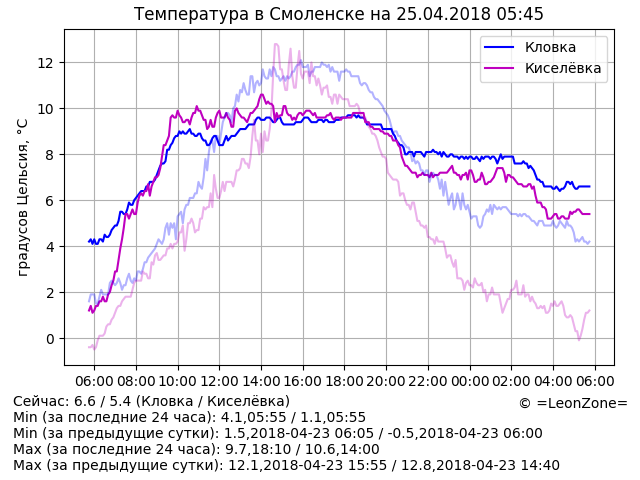 Температура в Смоленске на 25.04.2018 05:45
градусов Цельсия, °C
12
10
8
6
4
2
0
Кловка
Киселёвка
06:00 08:00 10:00 12:00 14:00 16:00 18:00 20:00 22:00 00:00 02:00 04:00 06:00
Сейчас: 6.6 / 5.4 (Кловка / Киселёвка)
© =LeonZone=
Min (за последние 24 часа): 4.1,05:55 / 1.1,05:55
Min (за предыдущие сутки): 1.5,2018-04-23 06:05 / -0.5,2018-04-23 06:00
Max (за последние 24 часа): 9.7,18:10 / 10.6,14:00
Max (за предыдущие сутки): 12.1,2018-04-23 15:55 / 12.8,2018-04-23 14:40